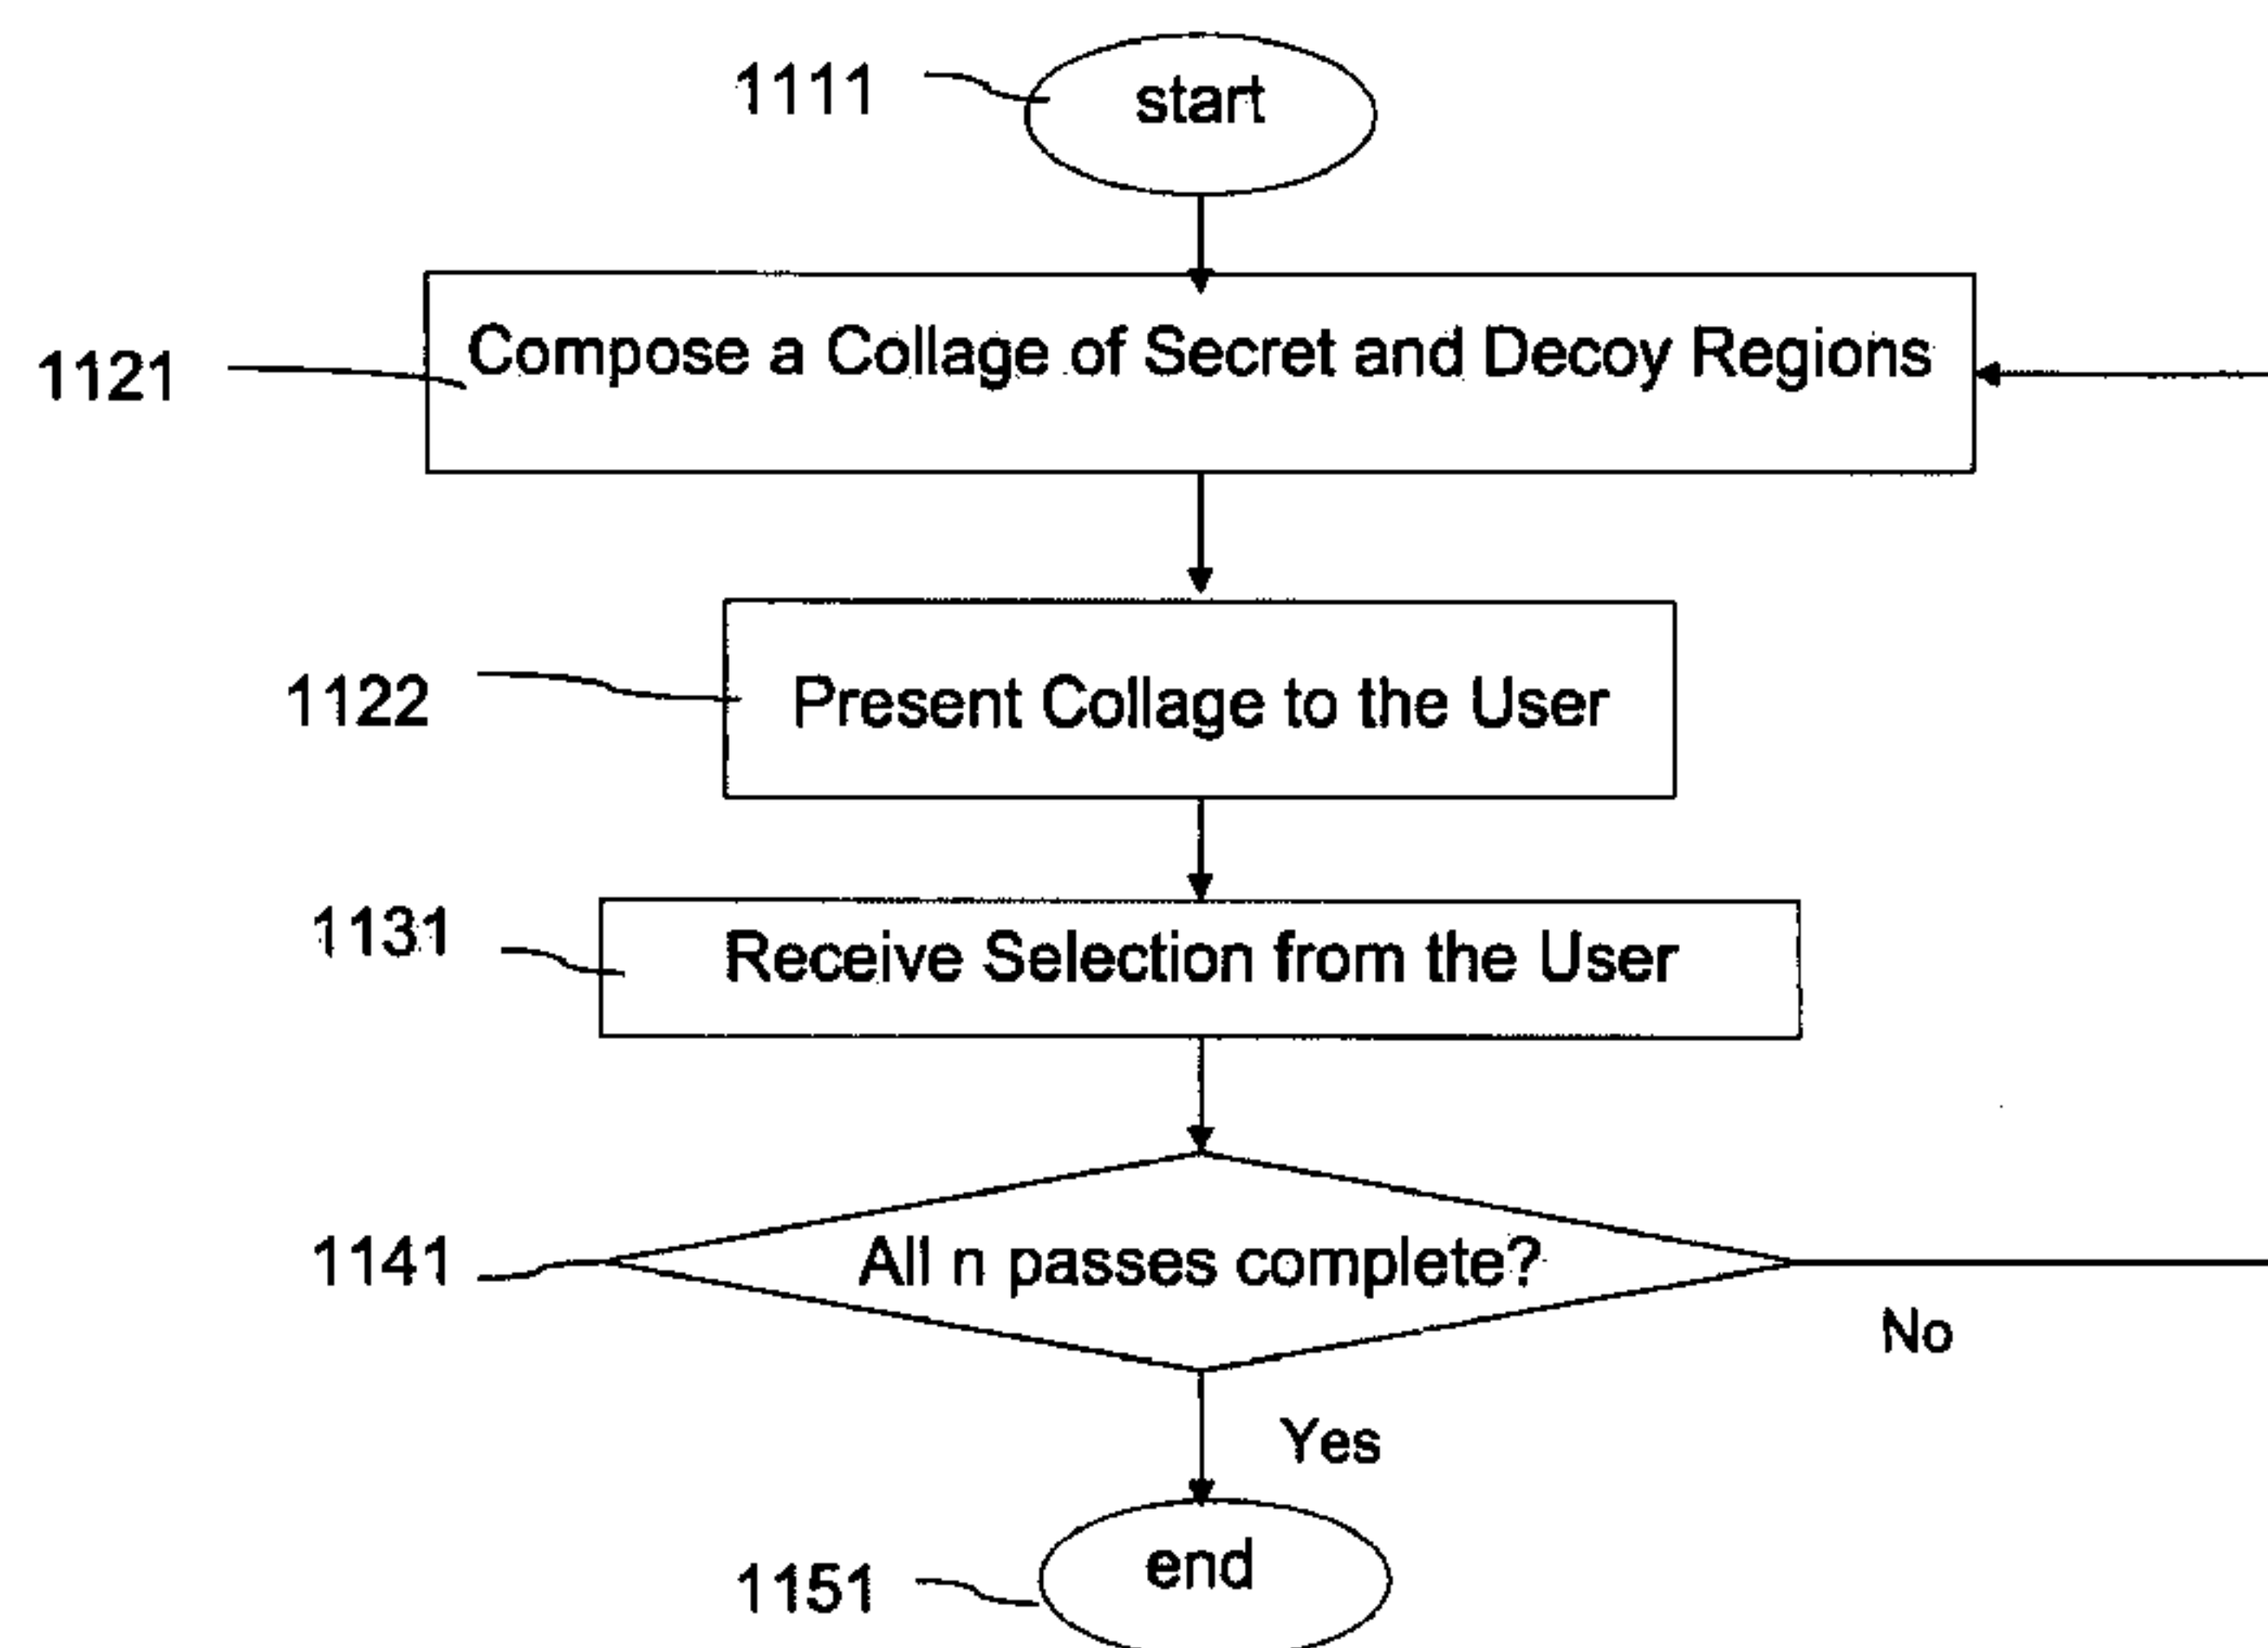 1111
start
1121
Compose a Collage of Secret and Decoy Regions
1122
Present Collage to the User
1131
Receive Selection from the User
1141
All n passes complete?
No
Yes
1151
end